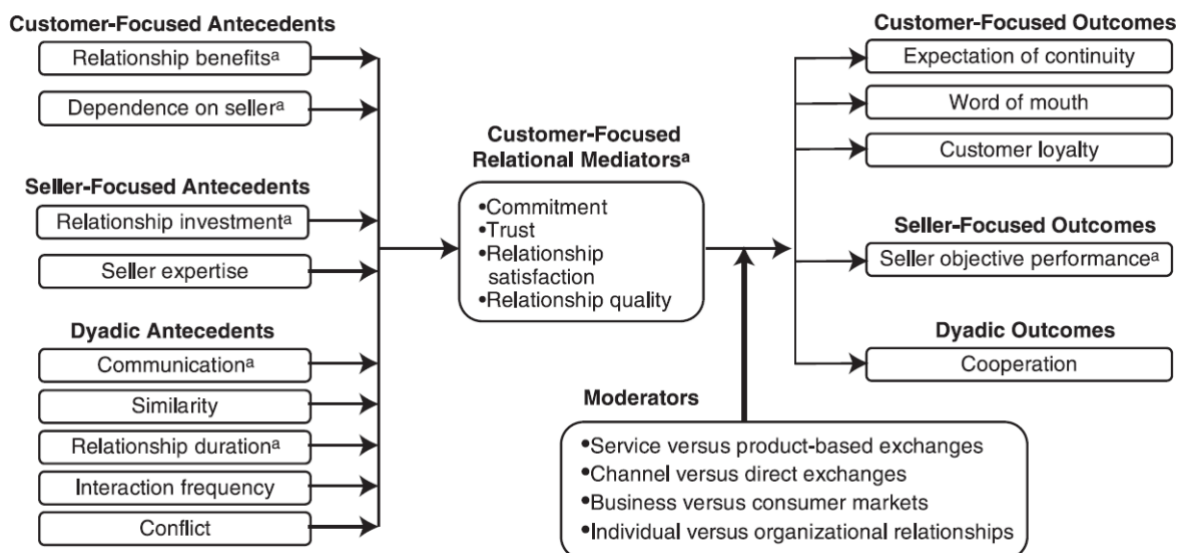 Customer-Focused Antecedents
Relationship benefitsᵃ
Dependence on sellerᵃ
Seller-Focused Antecedents
Relationship investmentᵃ
Seller expertise
Dyadic Antecedents
Communicationᵃ
Similarity
Relationship durationᵃ
Interaction frequency
Conflict
Customer-Focused
Relational Mediatorsᵃ
•Commitment
•Trust
•Relationship
satisfaction
•Relationship quality
Moderators
•Service versus product-based exchanges
•Channel versus direct exchanges
•Business versus consumer markets
•Individual versus organizational relationships
Customer-Focused Outcomes
Expectation of continuity
Word of mouth
Customer loyalty
Seller-Focused Outcomes
Seller objective performanceᵃ
Dyadic Outcomes
Cooperation